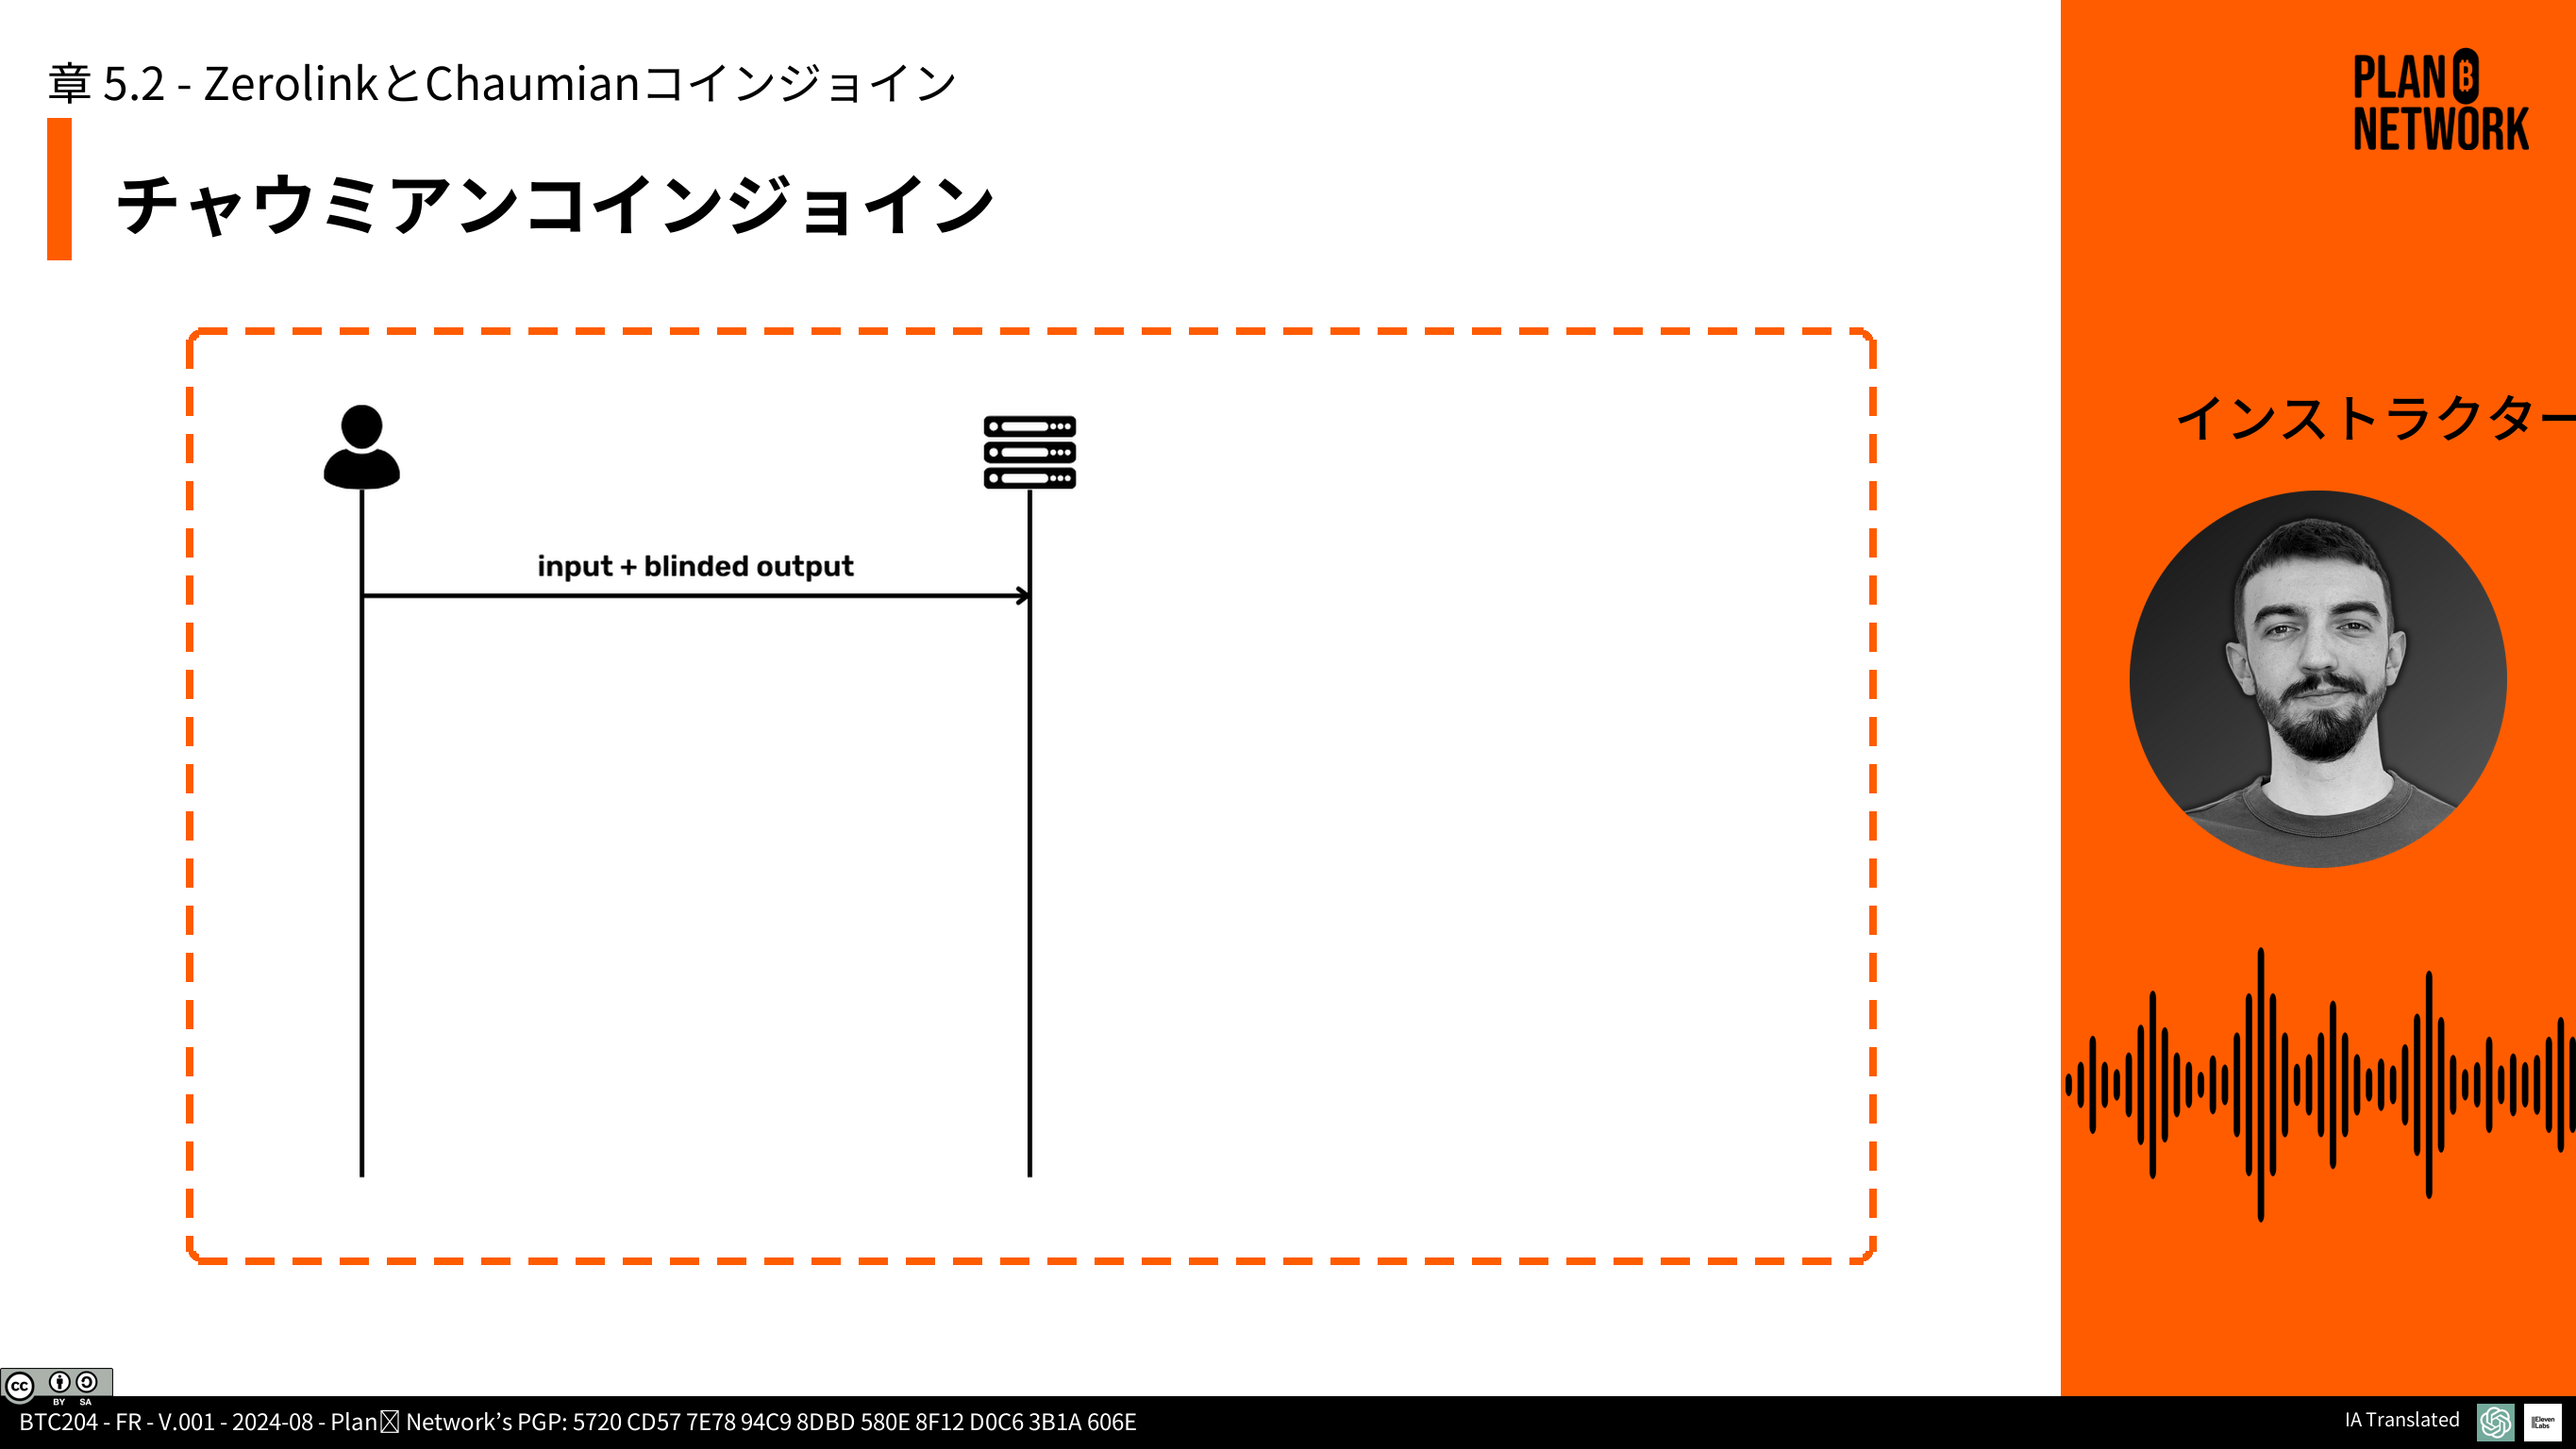 章 5.2 - ZerolinkとChaumianコインジョイン
チャウミアンコインジョイン
PLAN B
NETWORK
インストラクター
input + blinded output
CC BY SA
BTC204 - FR - V.001 - 2024-08 - Plan Network’s PGP: 5720 CD57 7E78 94C9 8DBD 580E 8F12 D0C6 3B1A 606E
IA Translated
IIElevenLabs